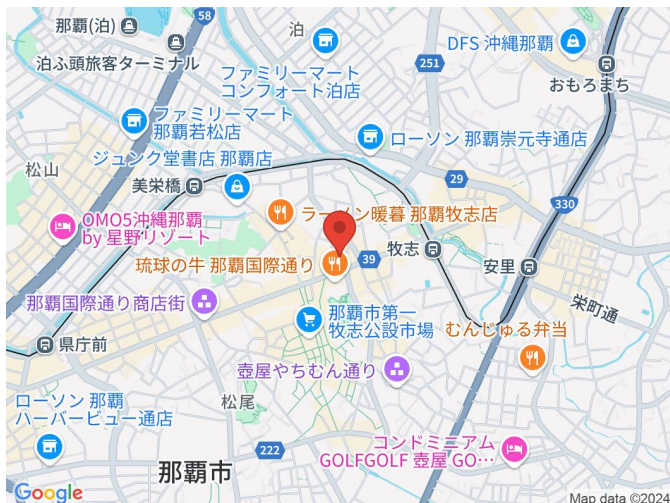 58
那覇(泊)
泊ふ頭旅客ターミナル
泊
ファミリーマート
コンフォート泊店
251
DFS 沖縄那覇
おもろまち
ファミリーマート
那覇若松店
ローソン 那覇崇元寺通店
松山
ジュンク堂書店 那覇店
美栄橋
29
330
OMO5沖縄那覇
by 星野リゾート
ラーメン暖暮 那覇牧志店
琉球の牛 那覇国際通り
39
牧志
安里
栄町通
那覇国際通り商店街
那覇市第一
牧志公設市場
むんじゅる弁当
県庁前
壺屋やちむん通り
松尾
ローソン 那覇
ハーバービュー通店
222
コンドミニアム
GOLFGOLF 壺屋 GO…
那覇市
Google
Map data ©2024